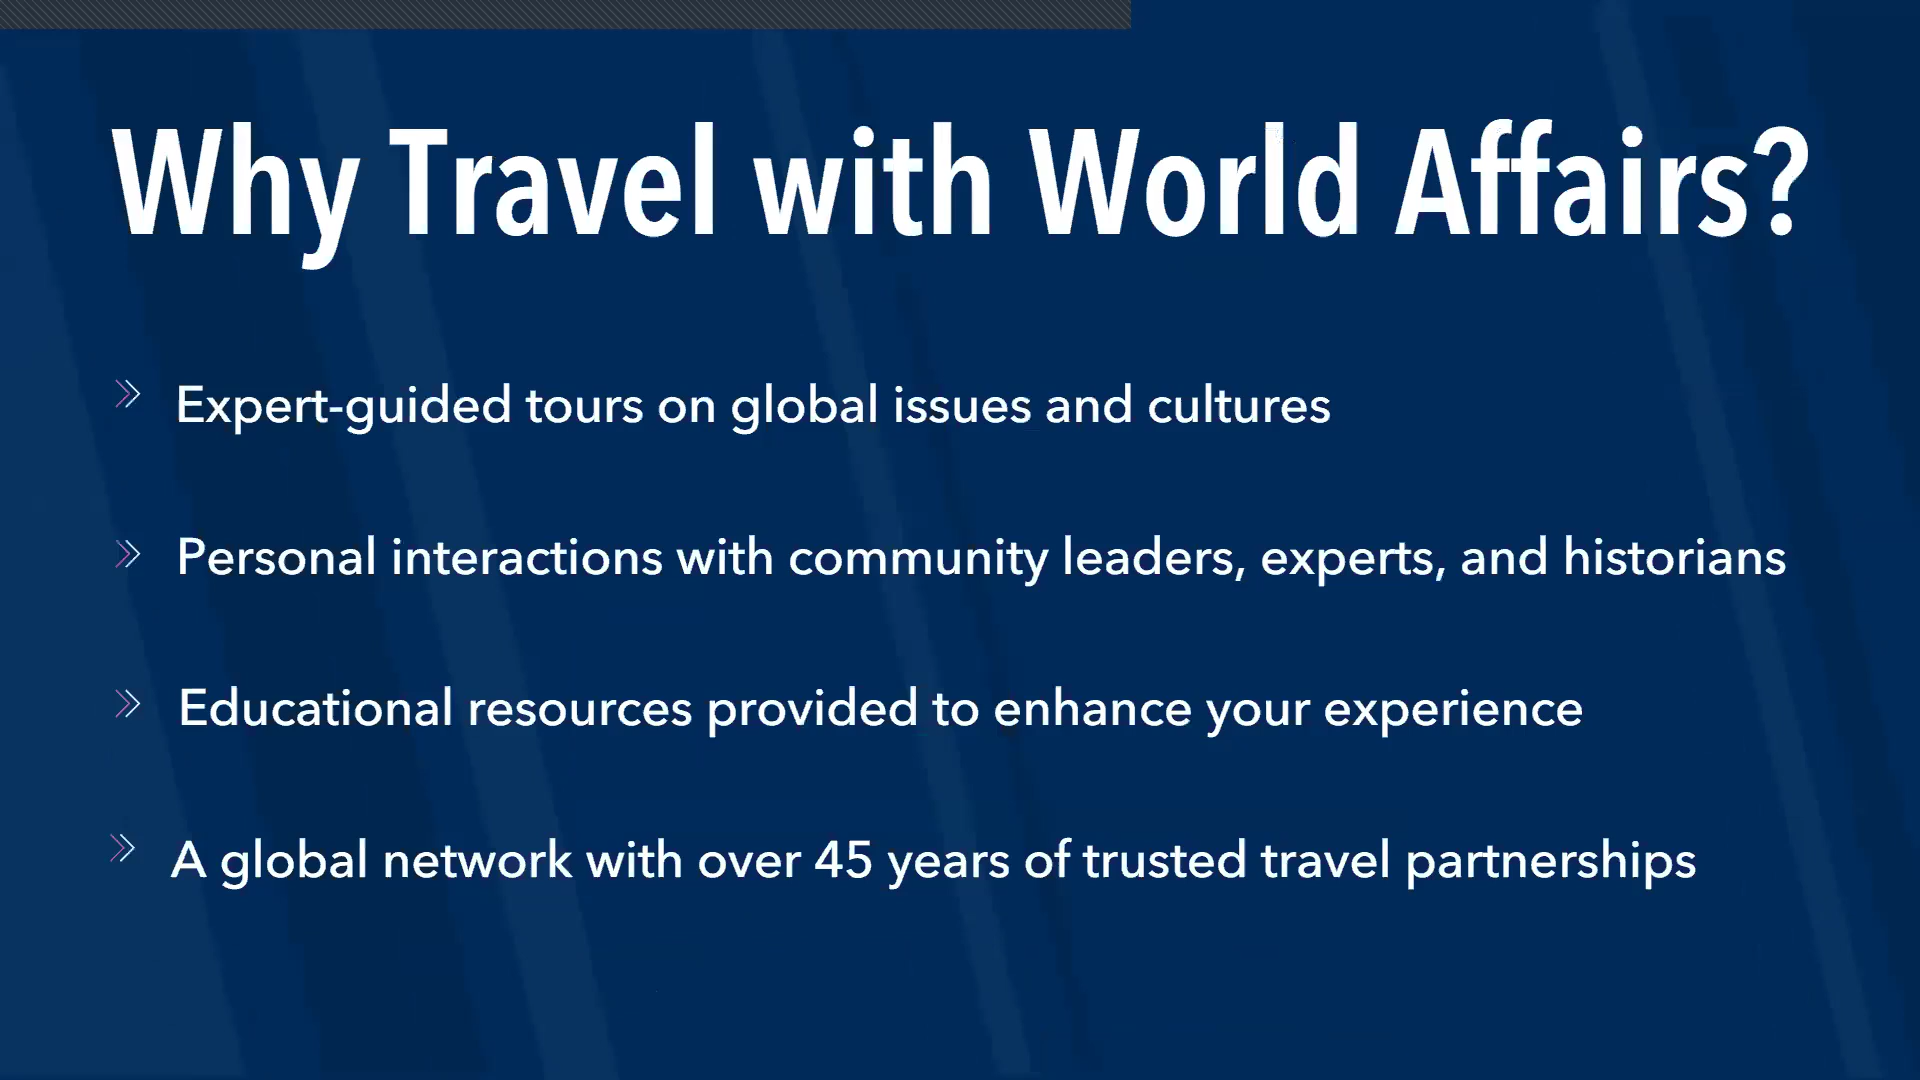 Why Travel with World Affairs?
Expert-guided tours on global issues and cultures
Personal interactions with community leaders, experts, and historians
Educational resources provided to enhance your experience
A global network with over 45 years of trusted travel partnerships